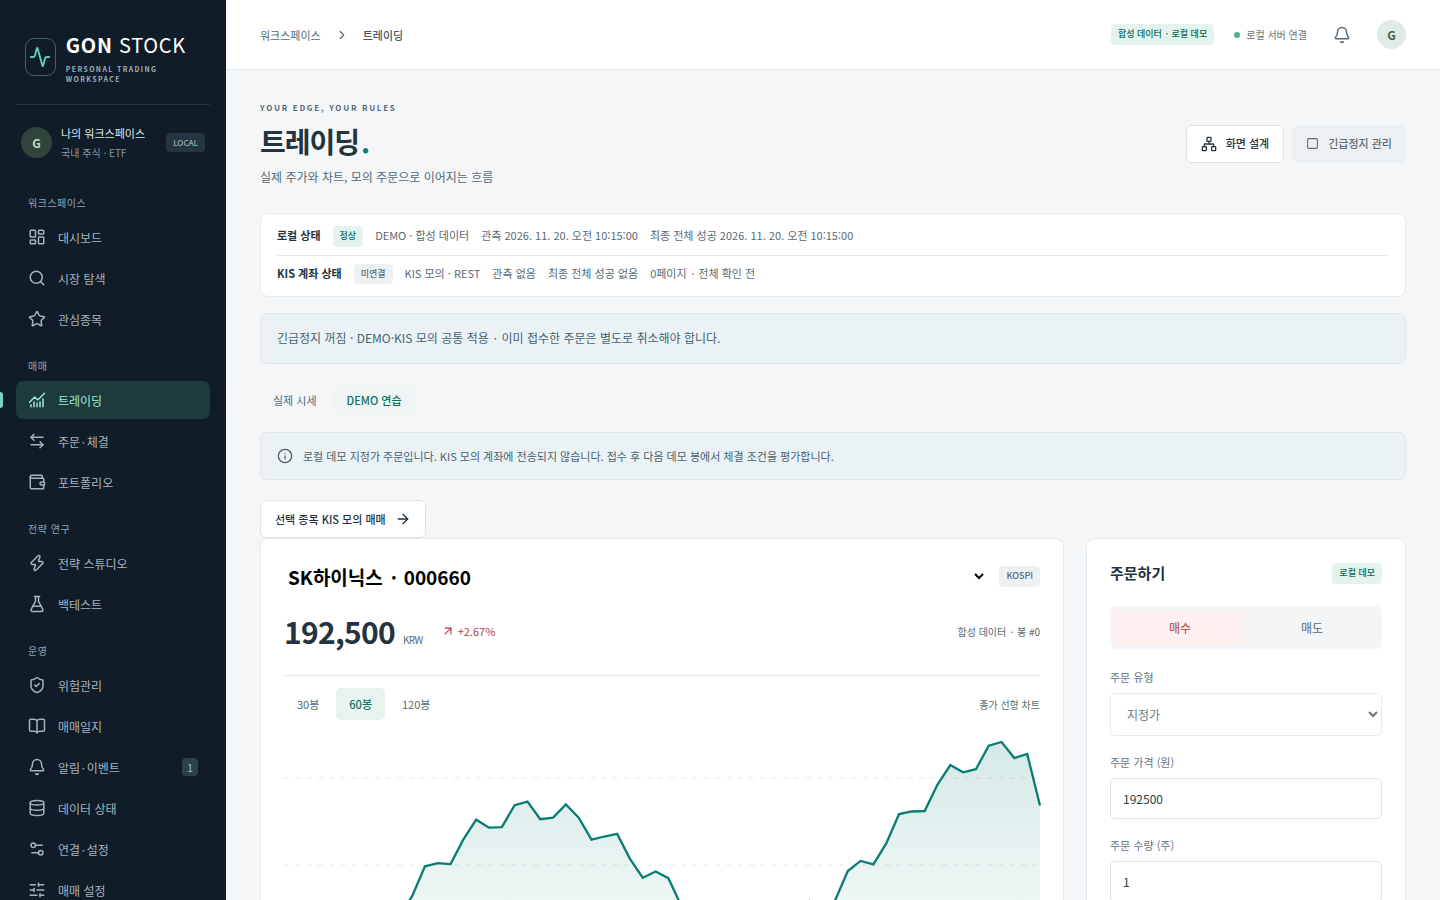 GON STOCK
PERSONAL TRADING
WORKSPACE
G
나의 워크스페이스
국내 주식 · ETF
LOCAL
워크스페이스
대시보드
시장 탐색
관심종목
매매
트레이딩
주문·체결
포트폴리오
전략 연구
전략 스튜디오
백테스트
운영
위험관리
매매일지
알림·이벤트
1
데이터 상태
연결·설정
매매 설정
워크스페이스
트레이딩
합성 데이터 · 로컬 데모
로컬 서버 연결
G
YOUR EDGE, YOUR RULES
트레이딩.
실제 주가와 차트, 모의 주문으로 이어지는 흐름
화면 설계
긴급정지 관리
로컬 상태 정상 DEMO · 합성 데이터 관측 2026. 11. 20. 오전 10:15:00 최종 전체 성공 2026. 11. 20. 오전 10:15:00
KIS 계좌 상태 미연결 KIS 모의 · REST 관측 없음 최종 전체 성공 없음 0페이지 · 전체 확인 전
긴급정지 꺼짐 · DEMO·KIS 모의 공통 적용 · 이미 접수한 주문은 별도로 취소해야 합니다.
실제 시세
DEMO 연습
로컬 데모 지정가 주문입니다. KIS 모의 계좌에 전송되지 않습니다. 접수 후 다음 데모 봉에서 체결 조건을 평가합니다.
선택 종목 KIS 모의 매매
SK하이닉스 · 000660
KOSPI
192,500 KRW +2.67%
합성 데이터 · 봉 #0
30봉
60봉
120봉
종가 선형 차트
주문하기
로컬 데모
매수
매도
주문 유형
지정가
주문 가격 (원)
192500
주문 수량 (주)
1